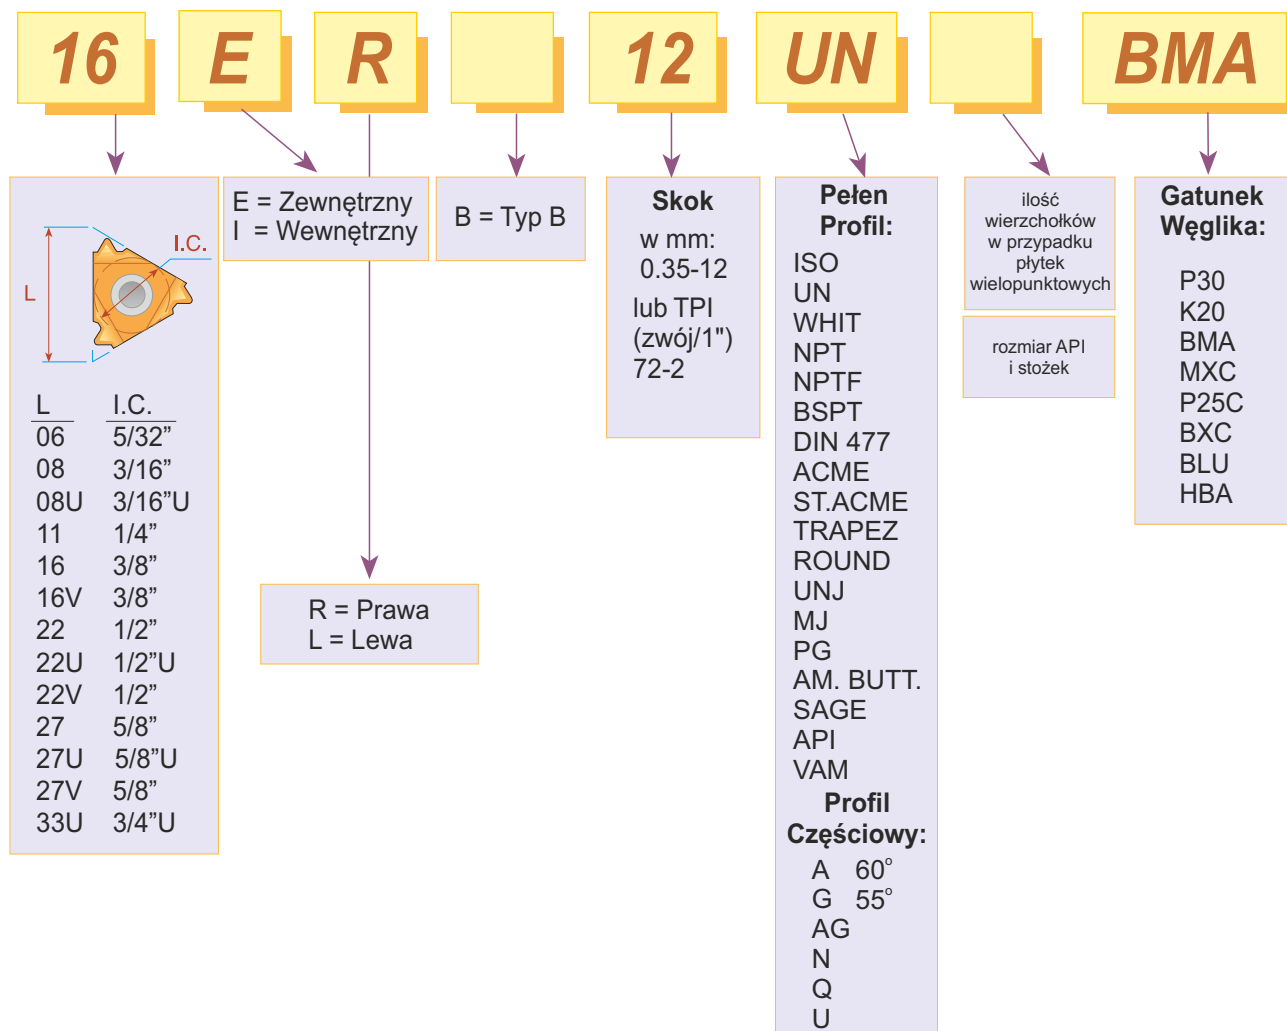 16 E R 12 UN BMA
L
I.C.
L I.C.
06 5/32”
08 3/16”
08U 3/16”U
11 1/4”
16 3/8”
16V 3/8”
22 1/2”
22U 1/2”U
22V 1/2”
27 5/8”
27U 5/8”U
27V 5/8”
33U 3/4”U
E = Zewnętrzny
I = Wewnętrzny
R = Prawa
L = Lewa
B = Typ B
Skok
w mm:
0.35-12
lub TPI
(zwój/1")
72-2
Pełen
Profil:
ISO
UN
WHIT
NPT
NPTF
BSPT
DIN 477
ACME
ST.ACME
TRAPEZ
ROUND
UNJ
MJ
PG
AM. BUTT.
SAGE
API
VAM
Profil
Częściowy:
A 60°
G 55°
AG
N
Q
U
ilość
wierzchołków
w przypadku
płytek
wielopunktowych
rozmiar API
i stożek
Gatunek
Węglika:
P30
K20
BMA
MXC
P25C
BXC
BLU
HBA